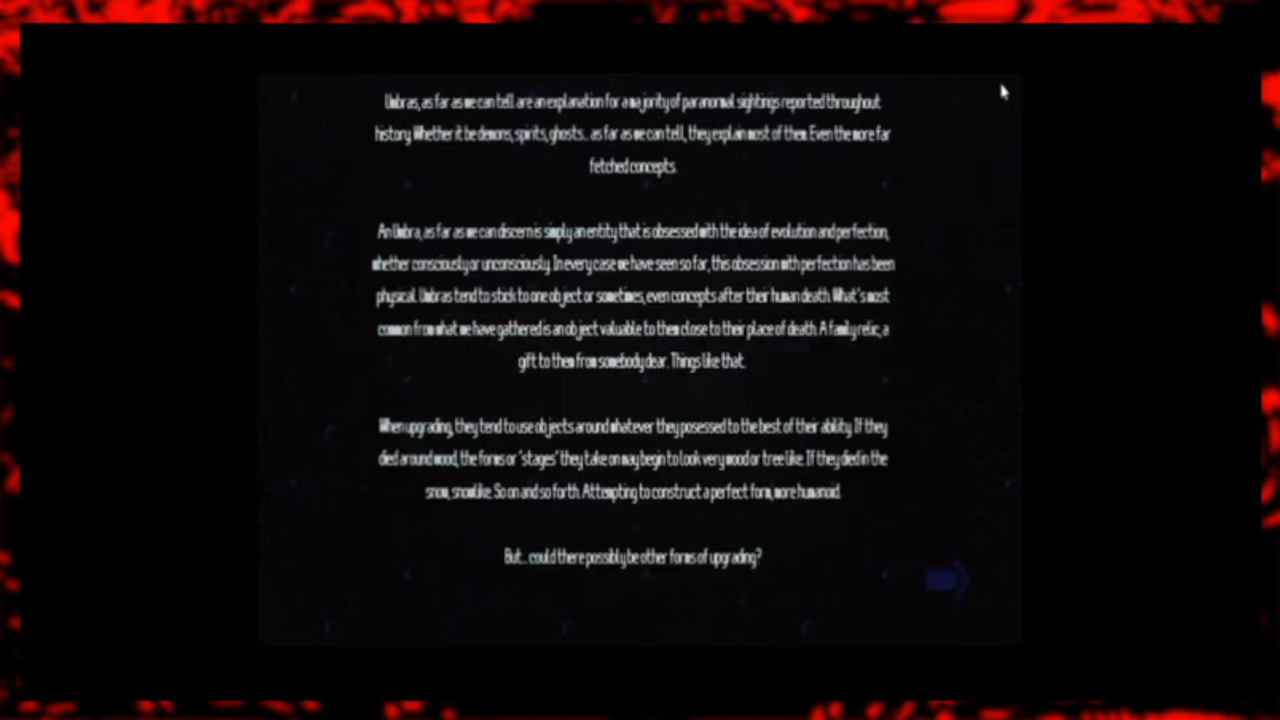 Umbras, as far as we can tell are an explanation for a majority of paranormal sightings reported throughout
history. Whether it be demons, spirits, ghosts... as far as we can tell, they explain most of them. Even the more far
fetched concepts.
An Umbra, as far as we can discern is simply an entity that is obsessed with the idea of evolution and perfection,
whether consciously or unconsciously. In every case we have seen so far, this obsession with perfection has been
physical. Umbras tend to stick to one object or sometimes, even concepts after their human death. What's most
common from what we have gathered is an object valuable to them close to their place of death. A family relic, a
gift to them from somebody dear. Things like that.
When upgrading, they tend to use objects around whatever they posessed to the best of their ability. If they
died around wood, the forms or 'stages' they take on may begin to look very wood or tree like. If they died in the
snow, snowlike. So on and so forth. Attempting to construct a perfect form, more humanoid.
But... could there possibly be other forms of upgrading?